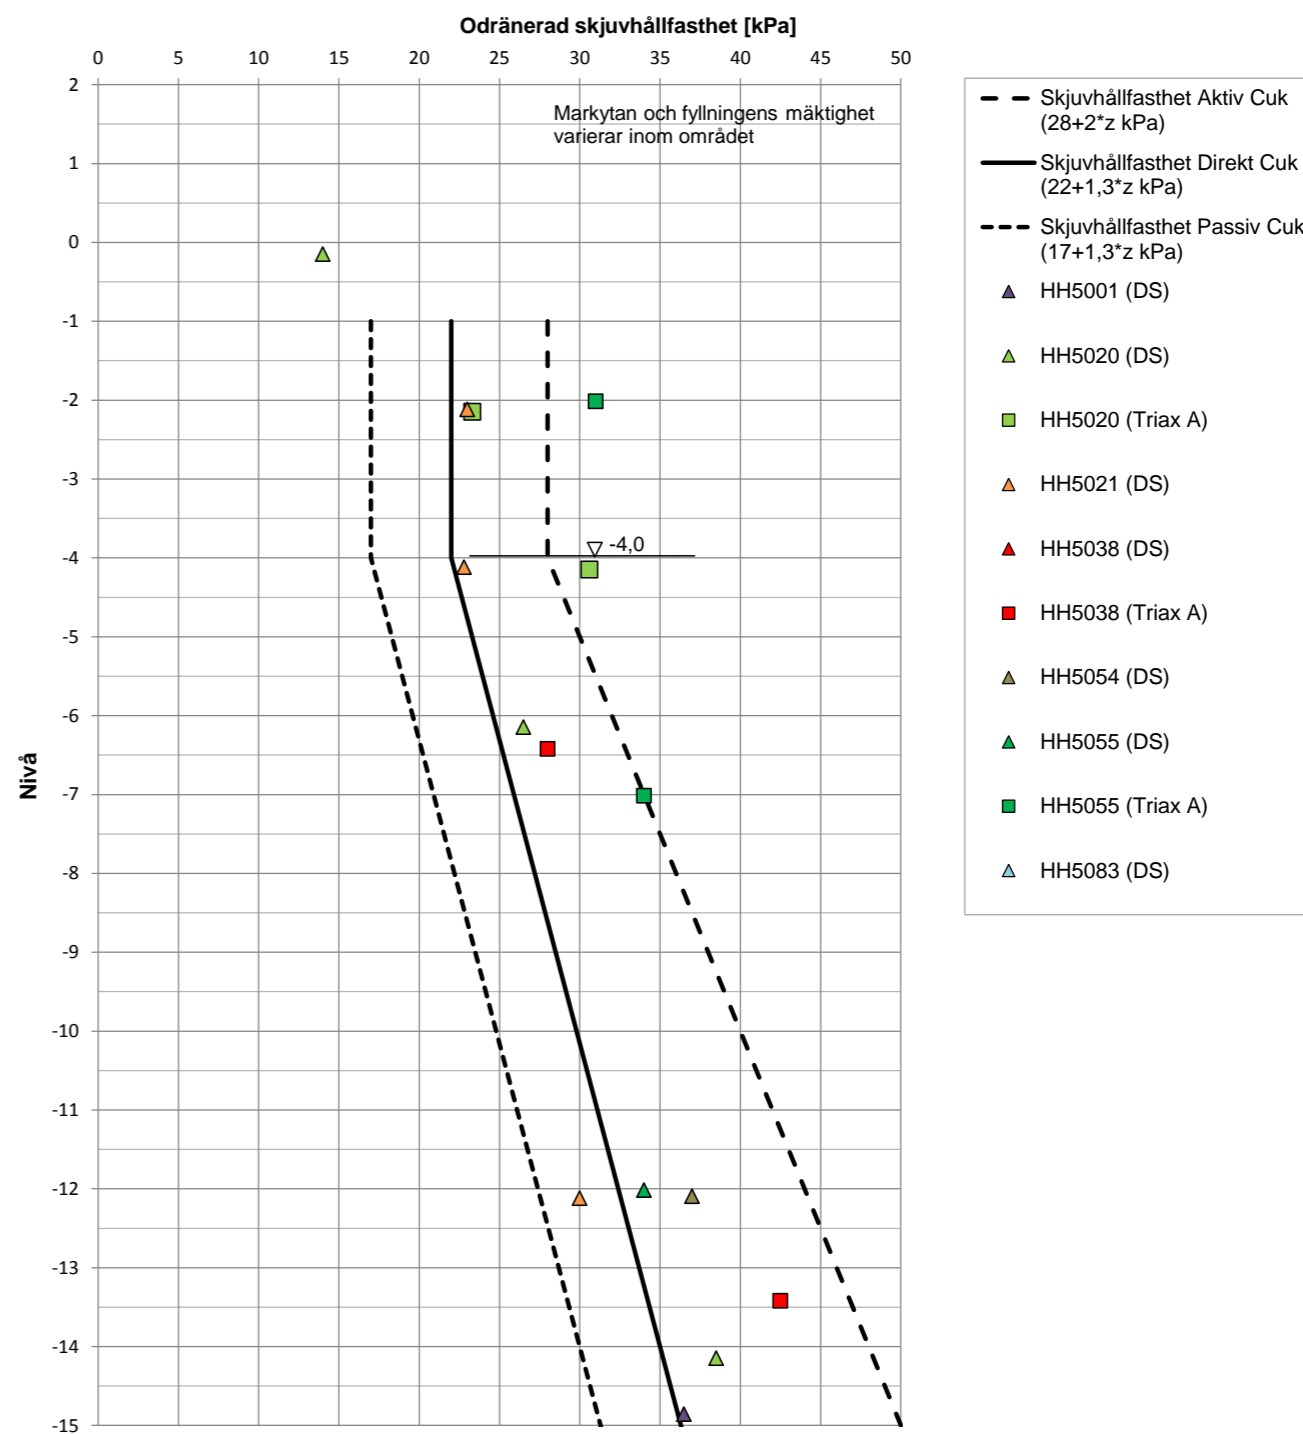 Odränerad skjuvhållfasthet [kPa]
0 5 10 15 20 25 30 35 40 45 50
2
1
0
-1
-2
-3
-4
-5
-6
-7
-8
-9
-10
-11
-12
-13
-14
-15
Nivå
Markytan och fyllningens mäktighet
varierar inom området
-4,0
Skjuvhållfasthet Aktiv Cuk
(28+2*z kPa)
Skjuvhållfasthet Direkt Cuk
(22+1,3*z kPa)
Skjuvhållfasthet Passiv Cuk
(17+1,3*z kPa)
HH5001 (DS)
HH5020 (DS)
HH5020 (Triax A)
HH5021 (DS)
HH5038 (DS)
HH5038 (Triax A)
HH5054 (DS)
HH5055 (DS)
HH5055 (Triax A)
HH5083 (DS)